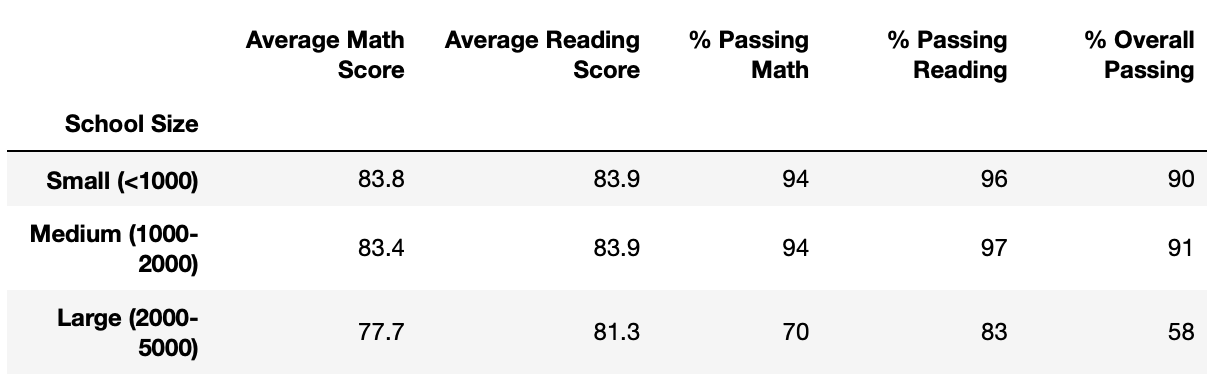 Average Math Score Average Reading Score % Passing Math % Passing Reading % Overall Passing
School Size
Small (<1000) 83.8 83.9 94 96 90
Medium (1000-2000) 83.4 83.9 94 97 91
Large (2000-5000) 77.7 81.3 70 83 58